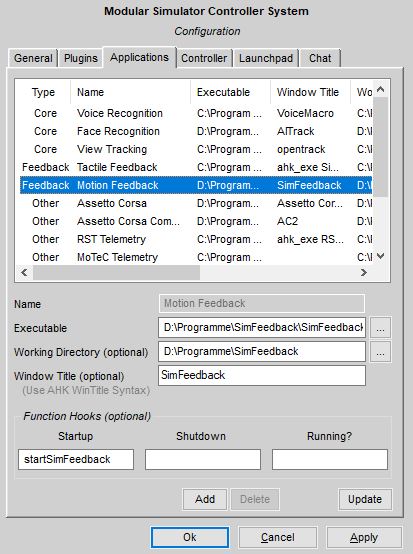 Modular Simulator Controller System
Configuration
General Plugins Applications Controller Launchpad Chat
Type Name Executable Window Title Wo
Core Voice Recognition C:\Program ... VoiceMacro C:\
Core Face Recognition D:\Program ... AITrack D:\
Core View Tracking C:\Program ... opentrack C:\
Feedback Tactile Feedback C:\Program ... ahk_exe Si... C:\
Feedback Motion Feedback D:\Program ... SimFeedback D:\
Other Assetto Corsa D:\Program ... Assetto Cor... D:\
Other Assetto Corsa Com... D:\Program ... AC2 D:\
Other RST Telemetry D:\Program ... ahk_exe RS... D:\
Other MoTeC Telemetry C:\Program ... C:\
Name Motion Feedback
Executable D:\Programme\SimFeedback\SimFeedback ...
Working Directory (optional) D:\Programme\SimFeedback ...
Window Title (optional) SimFeedback
(Use AHK WinTitle Syntax)
Function Hooks (optional)
Startup Shutdown Running?
startSimFeedback
Add Delete Update
Ok Cancel Apply